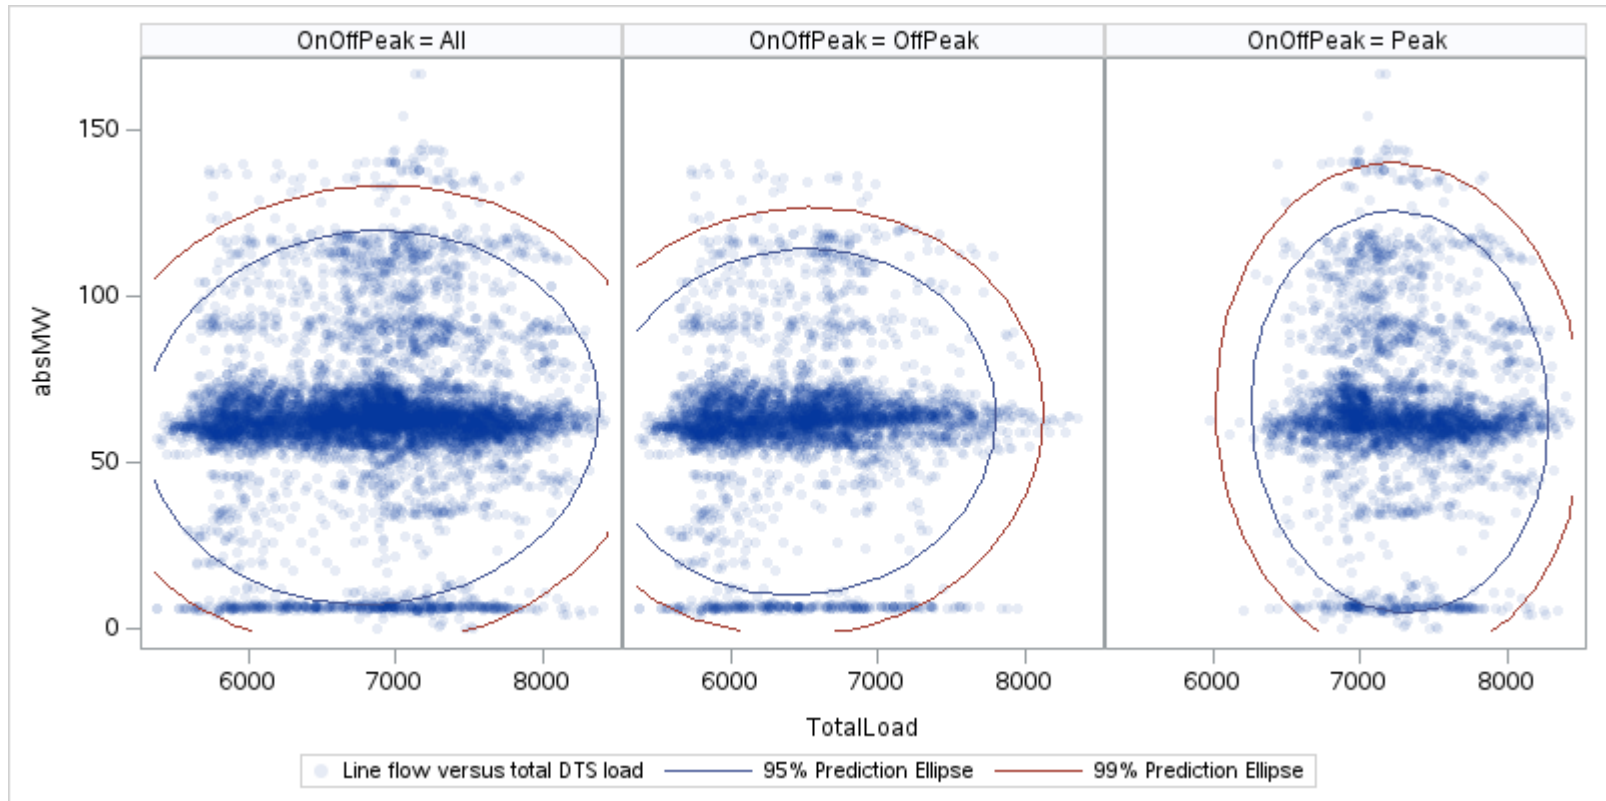 OnOffPeak = All
OnOffPeak = OffPeak
OnOffPeak = Peak
absMW
150
100
50
0
6000 7000 8000 6000 7000 8000 6000 7000 8000
TotalLoad
Line flow versus total DTS load 95% Prediction Ellipse 99% Prediction Ellipse